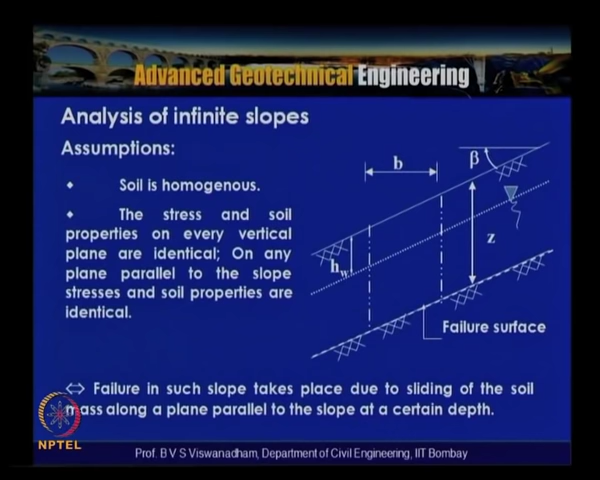 Advanced Geotechnical Engineering
Analysis of infinite slopes
Assumptions:
Soil is homogenous.
The stress and soil
properties on every vertical
plane are identical; On any
plane parallel to the slope
stresses and soil properties are
identical.
b
β
z
hw
Failure surface
⇔ Failure in such slope takes place due to sliding of the soil
mass along a plane parallel to the slope at a certain depth.
NPTEL
Prof. B V S Viswanadham, Department of Civil Engineering, IIT Bombay